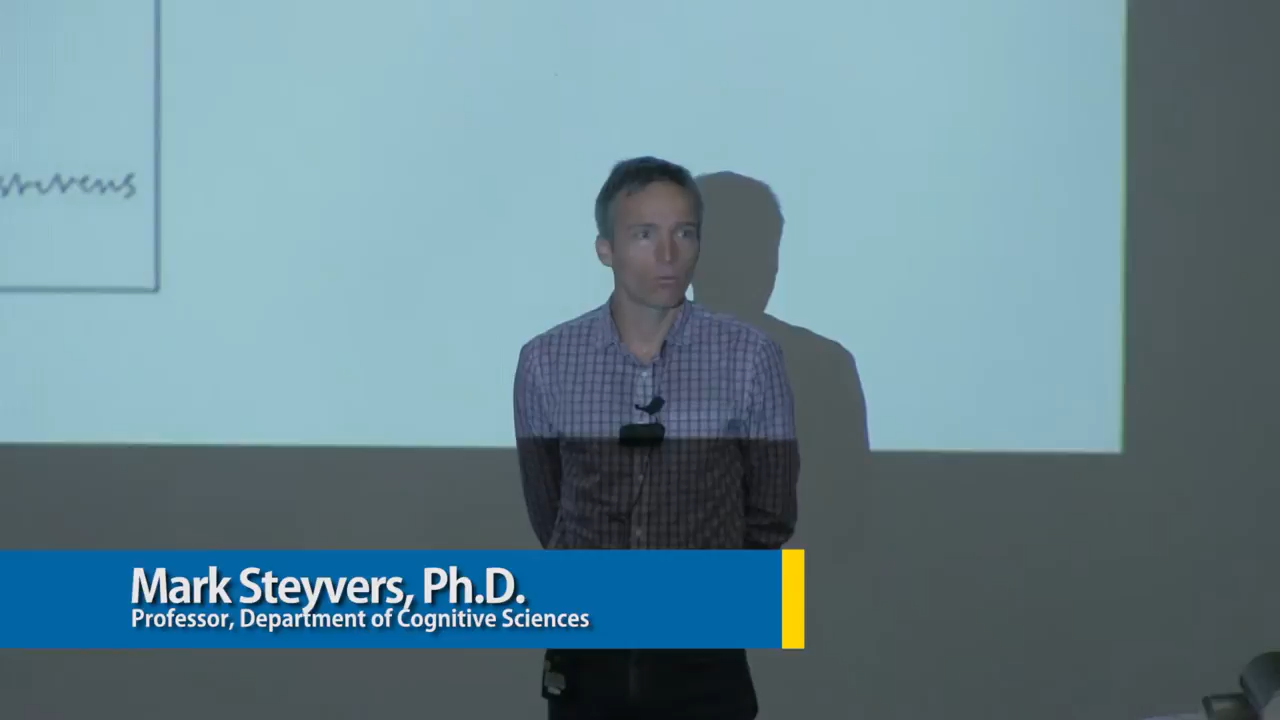 Mark Steyvers, Ph.D.
Professor, Department of Cognitive Sciences